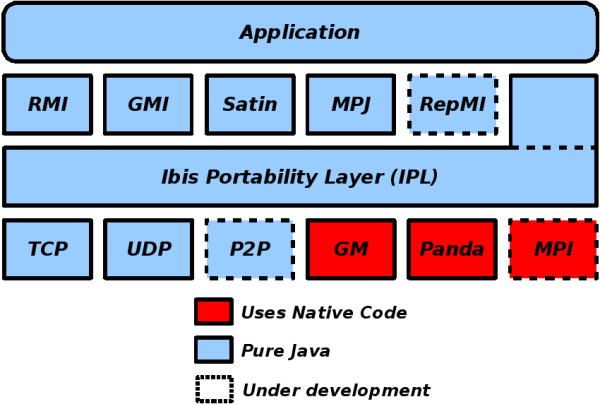 Application
RMI GMI Satin MPJ RepMI
Ibis Portability Layer (IPL)
TCP UDP P2P GM Panda MPI
Uses Native Code
Pure Java
Under development